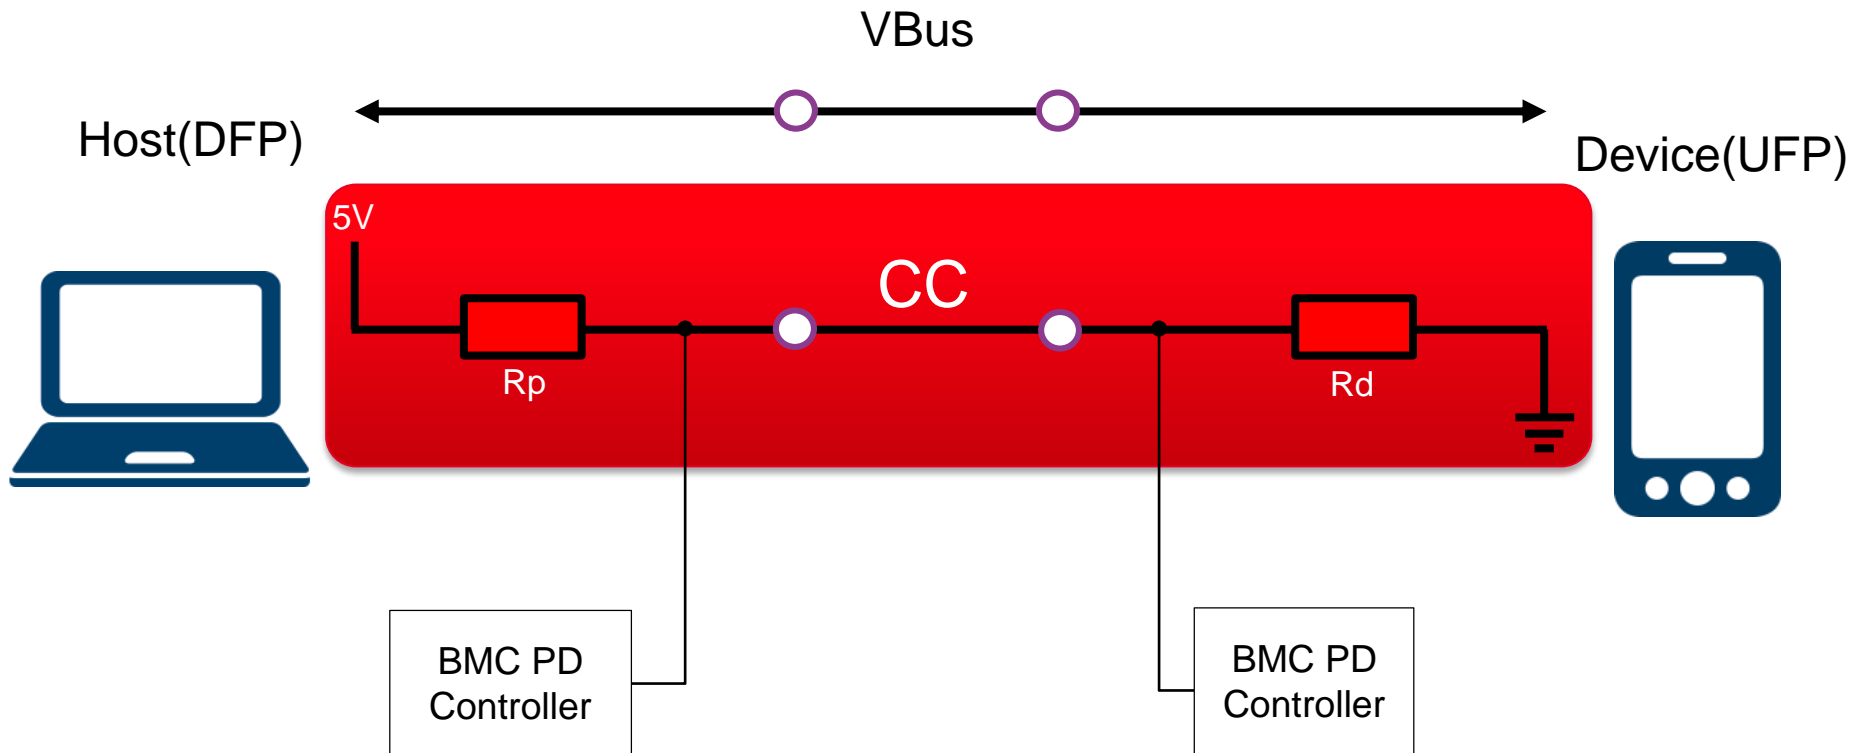 VBus
Host(DFP)
Device(UFP)
5V
CC
Rp
Rd
BMC PD
Controller
BMC PD
Controller